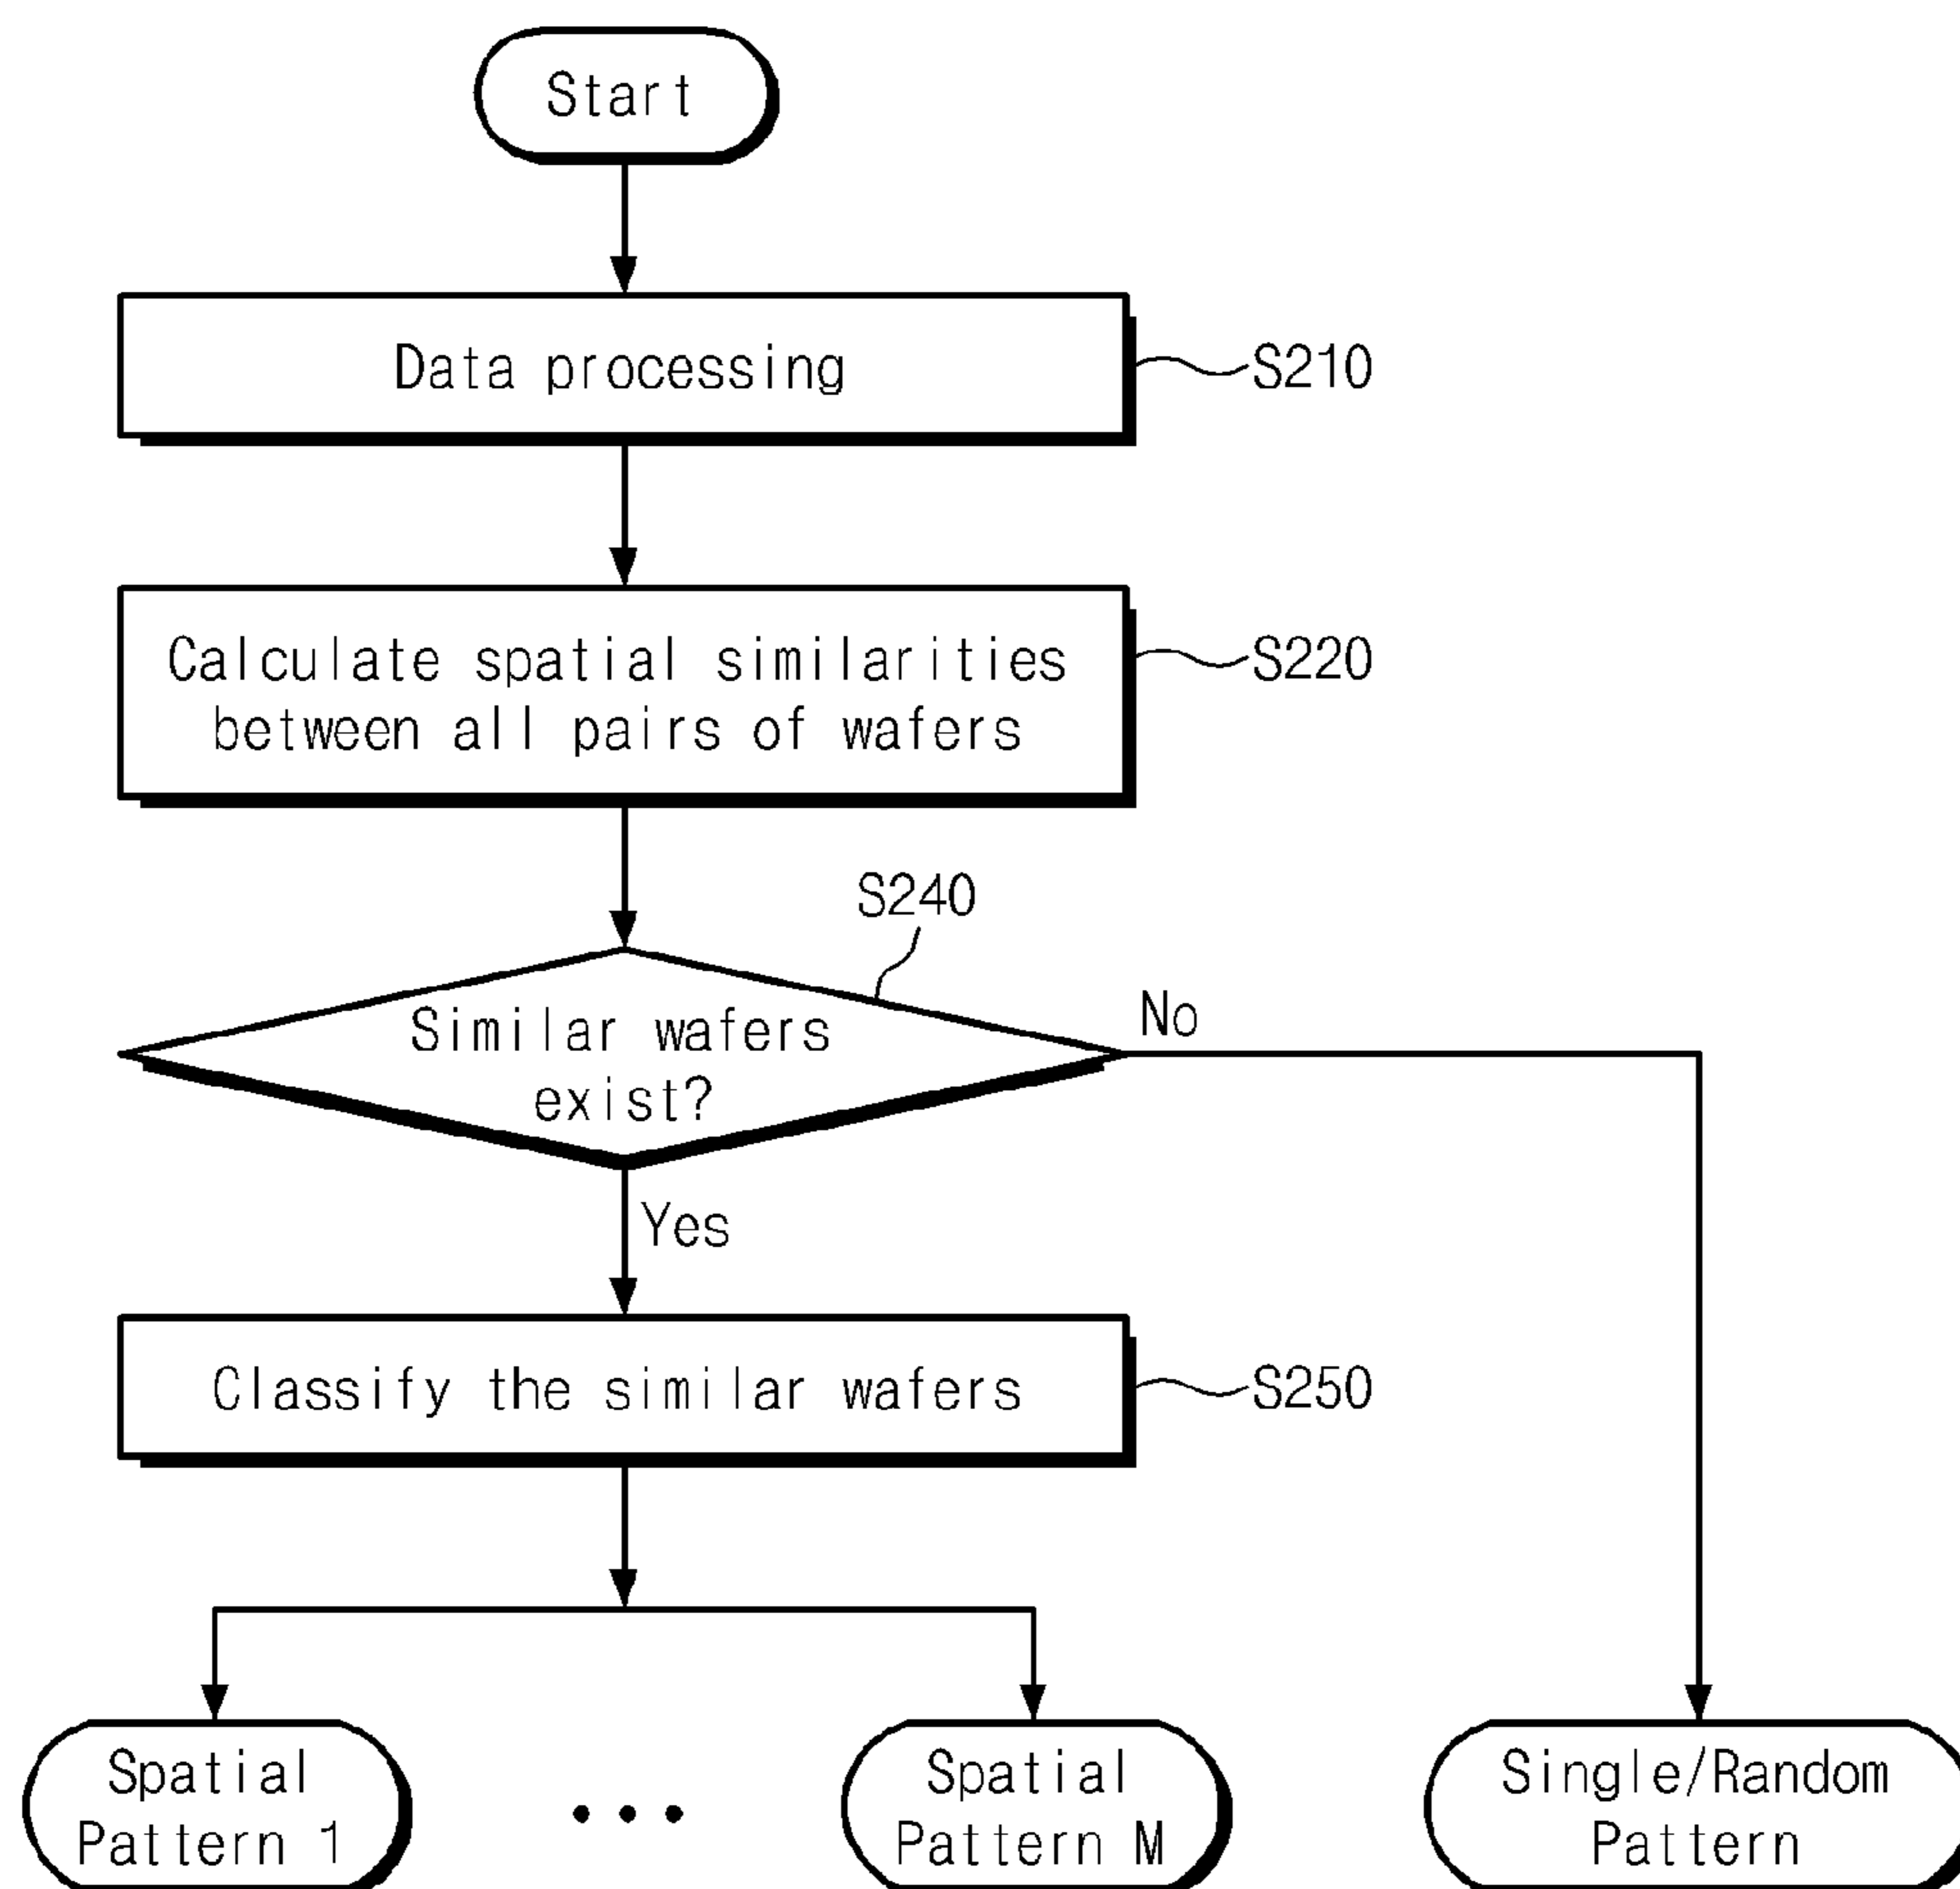 Start
Data processing
S210
Calculate spatial similarities
between all pairs of wafers
S220
S240
Similar wafers
exist?
No
Yes
Classify the similar wafers
S250
Spatial
Pattern 1
• • •
Spatial
Pattern M
Single/Random
Pattern